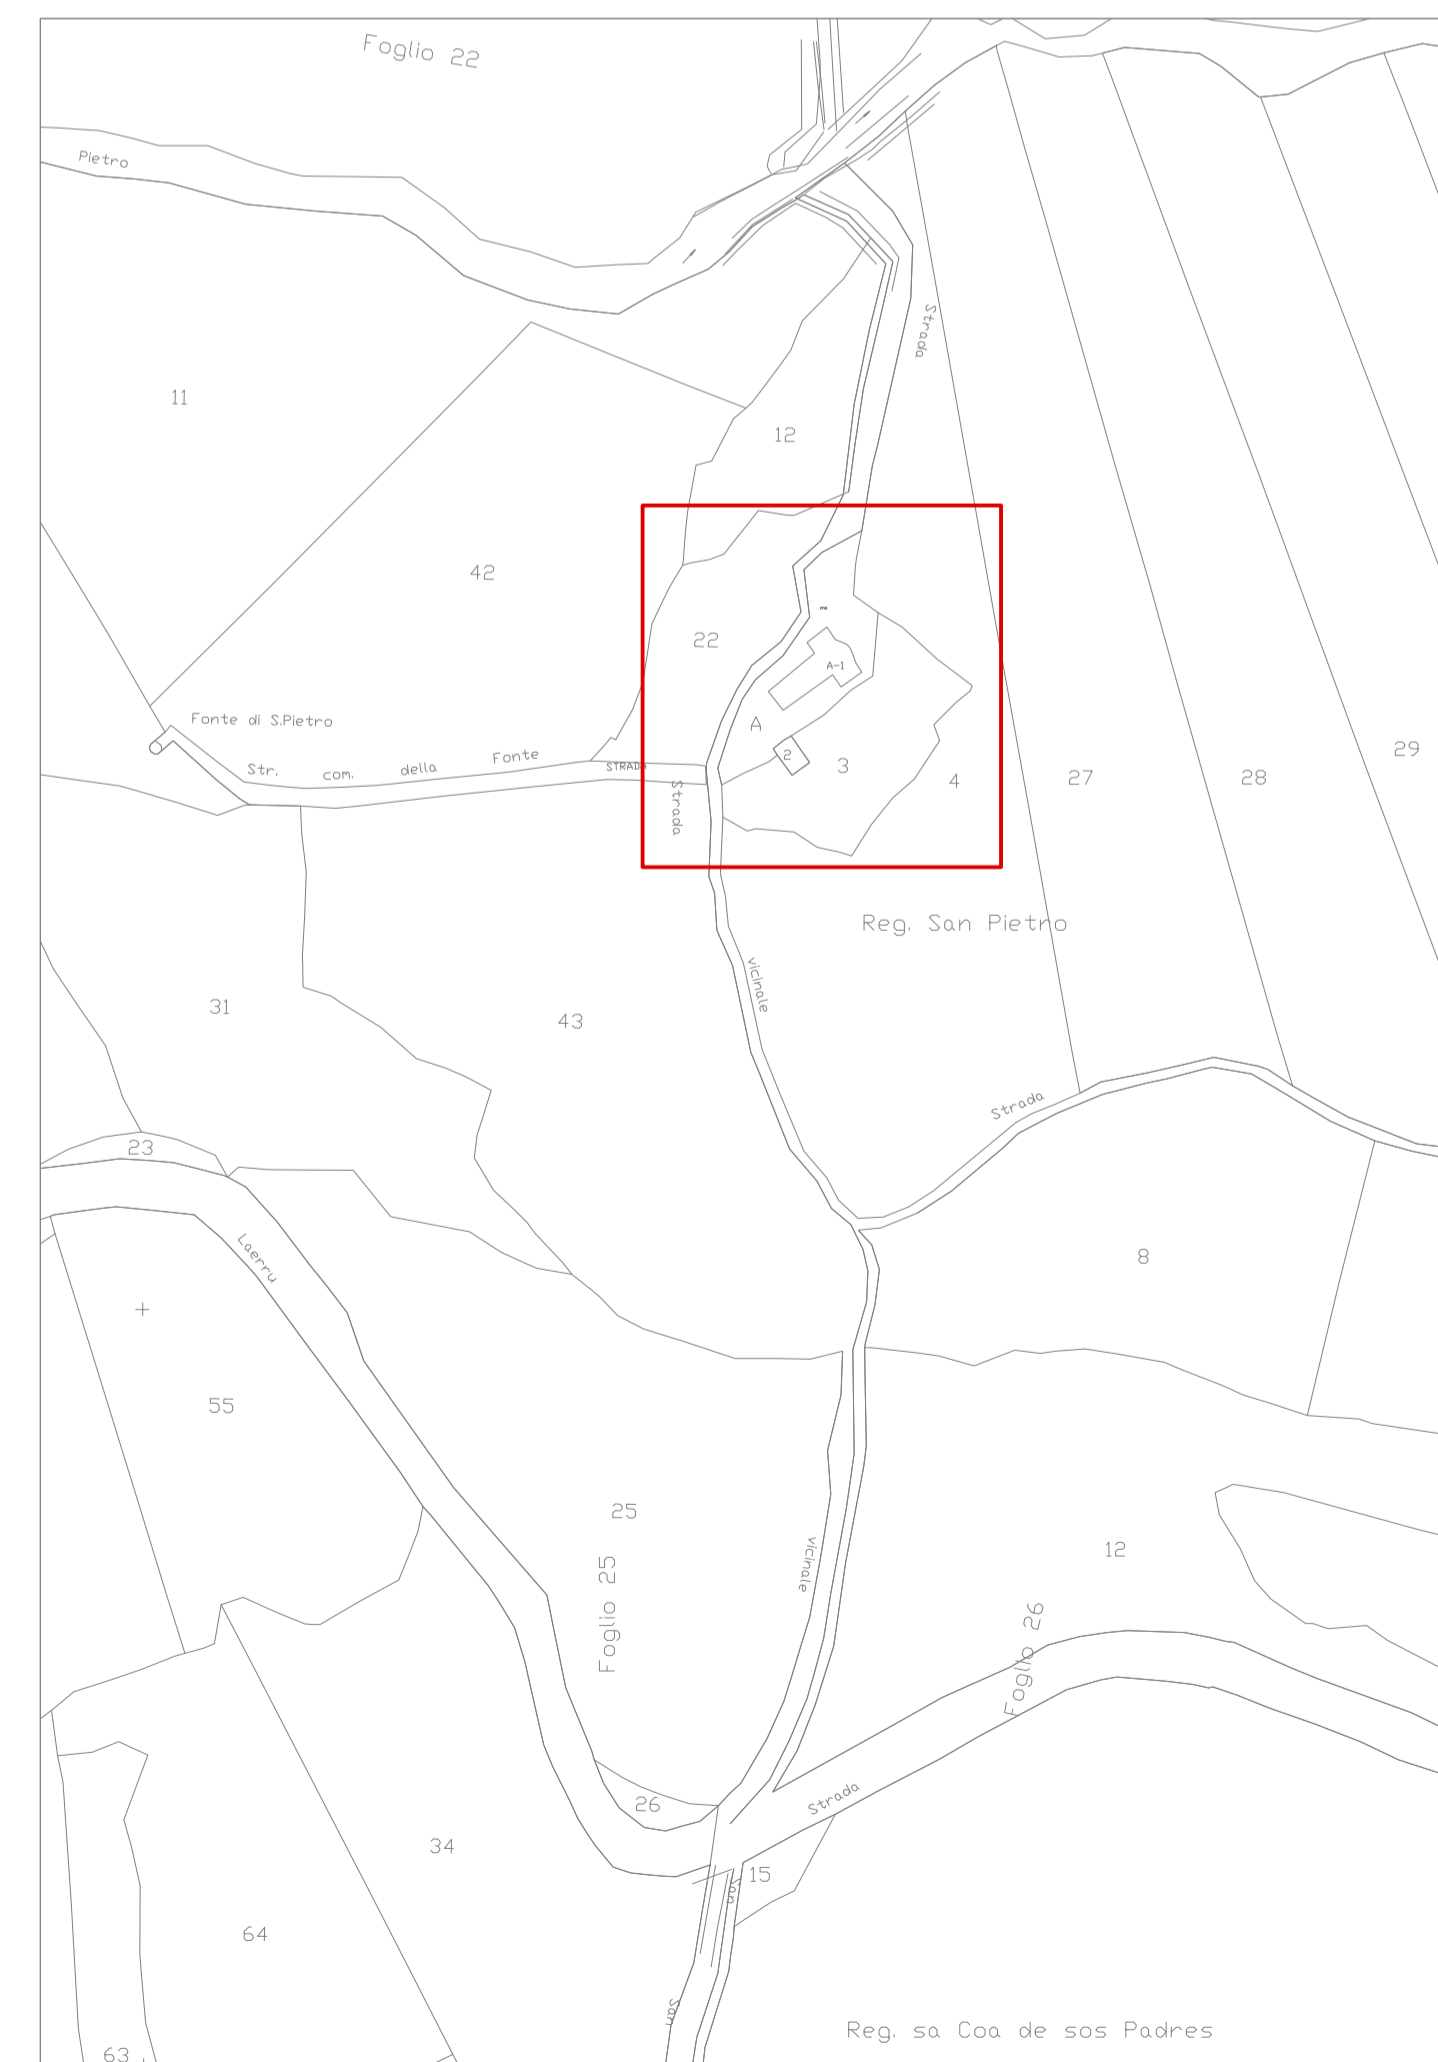 Foglio 22
Pietro
Strada
11
12
42
22
A-1
Fonte di S.Pietro
A
2
3
4
27
28
29
Str. com. della Fonte
STRADA
Strada
Reg. San Pietro
vicinale
31
43
Strada
23
8
Laerru
55
25
12
vicinale
Foglio 25
Foglio 26
Strada
26
34
15
San
64
San
Reg. sa Coa de sos Padres
63